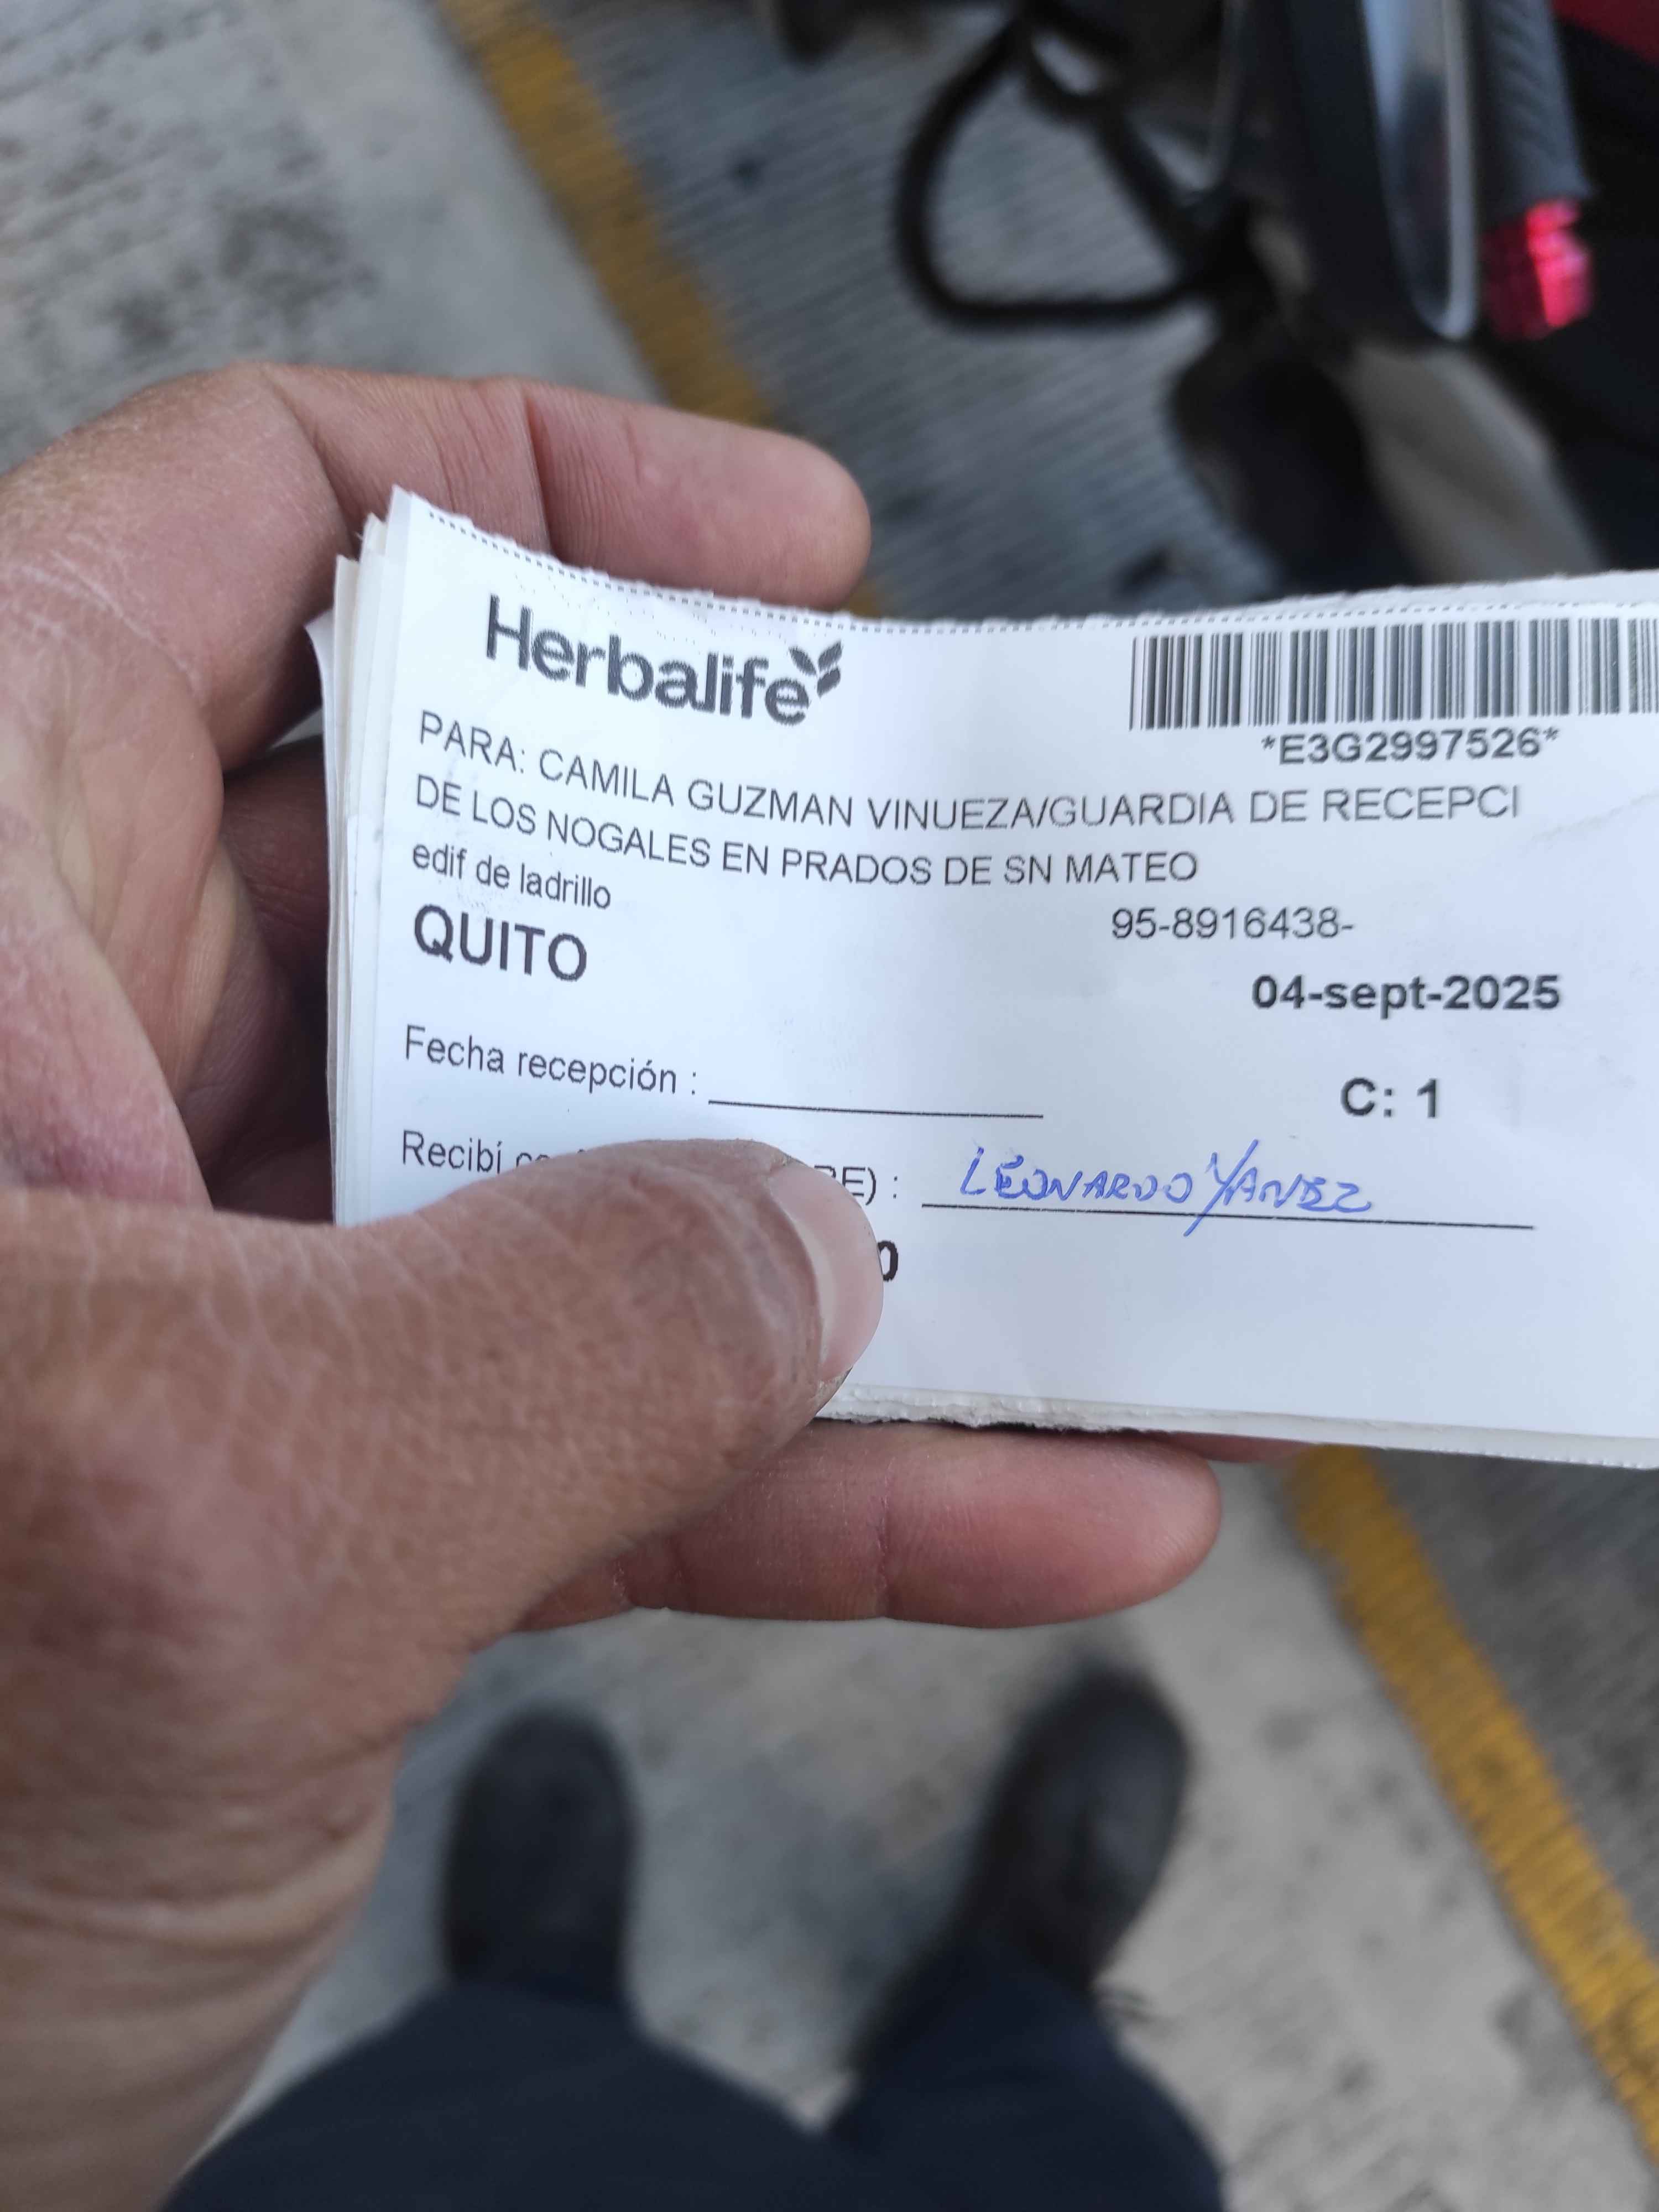 Herbalife
*E3G2997526*
PARA: CAMILA GUZMAN VINUEZA/GUARDIA DE RECEPCI
DE LOS NOGALES EN PRADOS DE SN MATEO
edif de ladrillo
95-8916438-
QUITO
04-sept-2025
Fecha recepción :
C: 1
Recibí : LEONARDO YANEZ